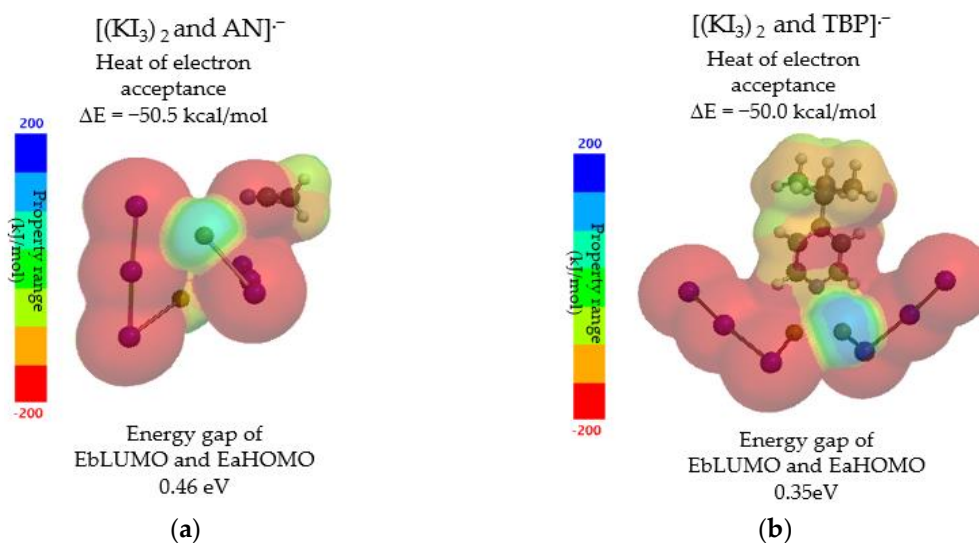 [(KI₃)₂ and AN]·⁻
Heat of electron
acceptance
ΔE = −50.5 kcal/mol
200
Property range
(kJ/mol)
-200
Energy gap of
EbLUMO and EaHOMO
0.46 eV
(a)
[(KI₃)₂ and TBP]·⁻
Heat of electron
acceptance
ΔE = −50.0 kcal/mol
200
Property range
(kJ/mol)
-200
Energy gap of
EbLUMO and EaHOMO
0.35eV
(b)